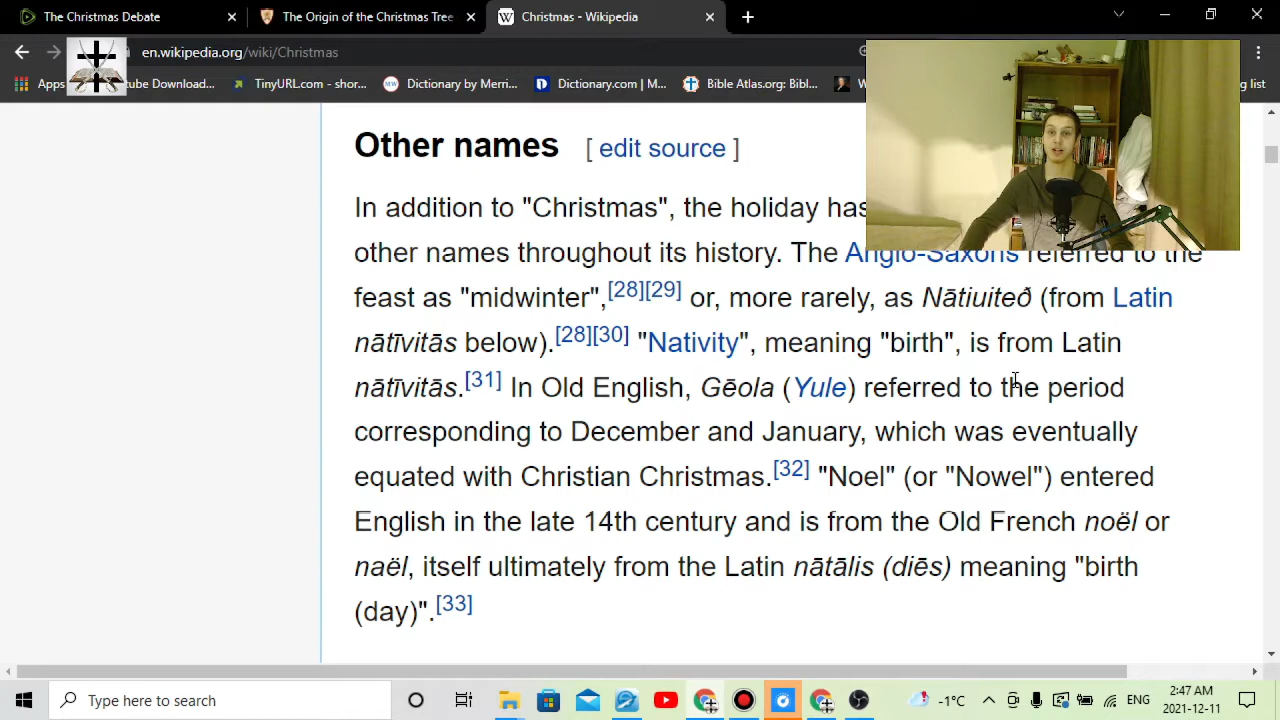 The Christmas Debate
The Origin of the Christmas Tree
Christmas - Wikipedia
en.wikipedia.org/wiki/Christmas
Apps
tube Download...
TinyURL.com - shor...
Dictionary by Merri...
Dictionary.com | M...
Bible Atlas.org: Bibl...
W
ng list
Other names [ edit source ]
In addition to "Christmas", the holiday has
other names throughout its history. The Anglo-Saxons referred to the
feast as "midwinter",[28][29] or, more rarely, as Nātiuiteð (from Latin
nātīvitās below).[28][30] "Nativity", meaning "birth", is from Latin
nātīvitās.[31] In Old English, Gēola (Yule) referred to the period
corresponding to December and January, which was eventually
equated with Christian Christmas.[32] "Noel" (or "Nowel") entered
English in the late 14th century and is from the Old French noël or
naël, itself ultimately from the Latin nātālis (diēs) meaning "birth
(day)".[33]
Type here to search
-1°C
ENG
2:47 AM
2021-12-11